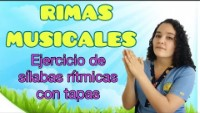 RIMAS
MUSICALES
Ejercicio de
sílabas rítmicas
con tapas